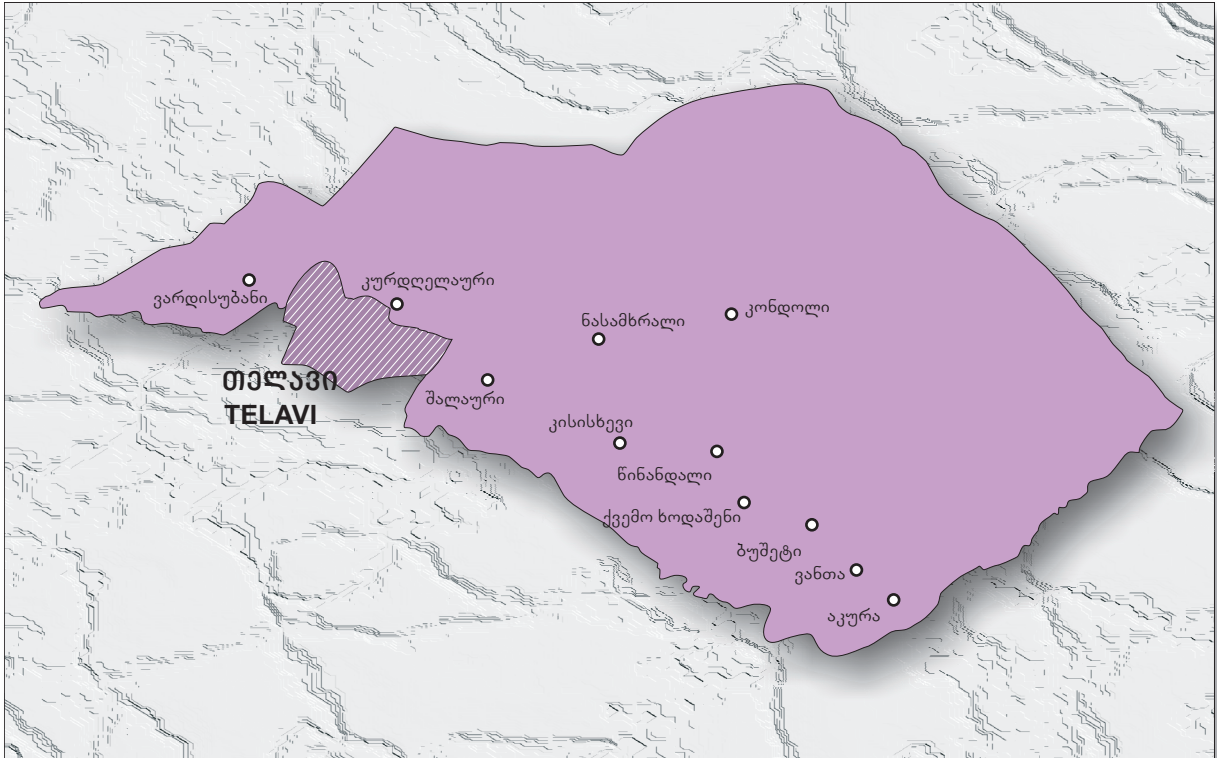 კურდღელაური
ვარდისუბანი
კონდოლი
ნასამხრალი
თელავი
TELAVI
შალაური
კისისხევი
წინანდალი
ქვემო ხოდაშენი
ბუშეტი
ვანთა
აკურა